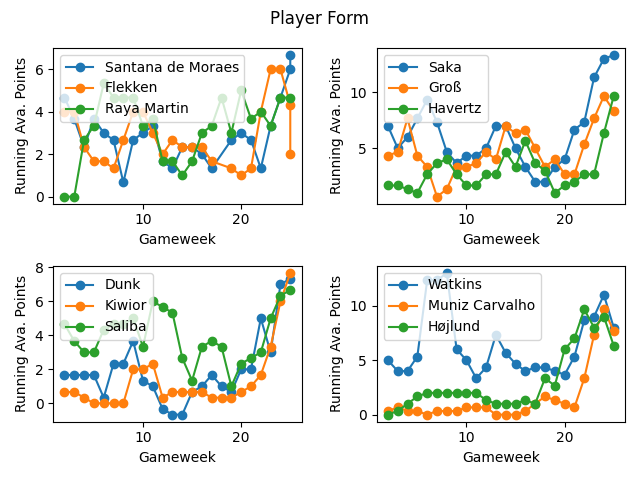 Player Form
Running Ava. Points
6
4
2
0
Santana de Moraes
Flekken
Raya Martin
10
20
Gameweek
Running Ava. Points
10
5
Saka
Groß
Havertz
10
20
Gameweek
Running Ava. Points
8
6
4
2
0
Dunk
Kiwior
Saliba
10
20
Gameweek
Running Ava. Points
10
5
0
Watkins
Muniz Carvalho
Højlund
10
20
Gameweek